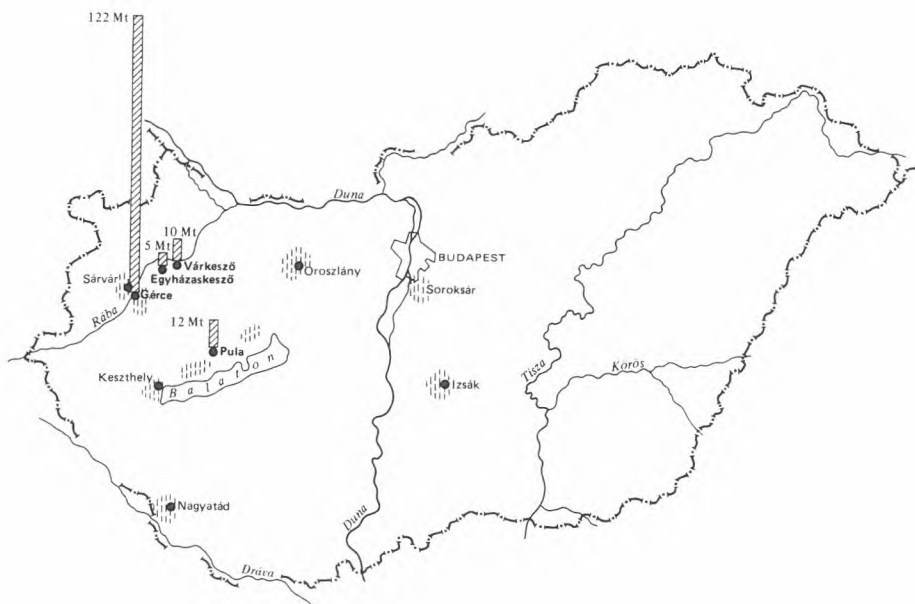 122 Mt
Duna
10 Mt
5 Mt
Várkesző
Egyházaskesző
BUDAPEST
Oroszlány
Sárvár
Gérce
Soroksár
Rába
12 Mt
Pula
Tisza
Körös
Keszthely
Balaton
Izsák
Nagyatád
Duna
Dráva